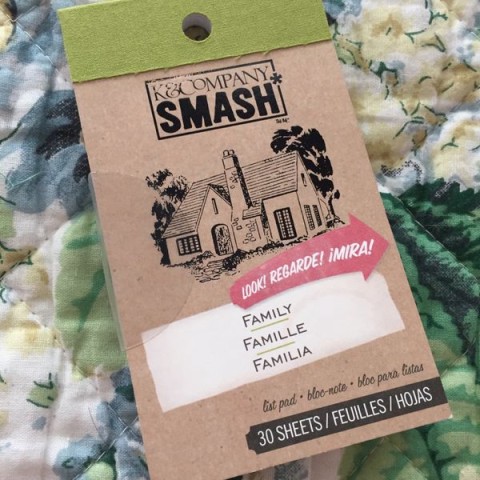 K&COMPANY
SMASH*
LOOK! REGARDE! ¡MIRA!
FAMILY
FAMILLE
FAMILIA
list pad • bloc-note • bloc para listas
30 SHEETS / FEUILLES / HOJAS